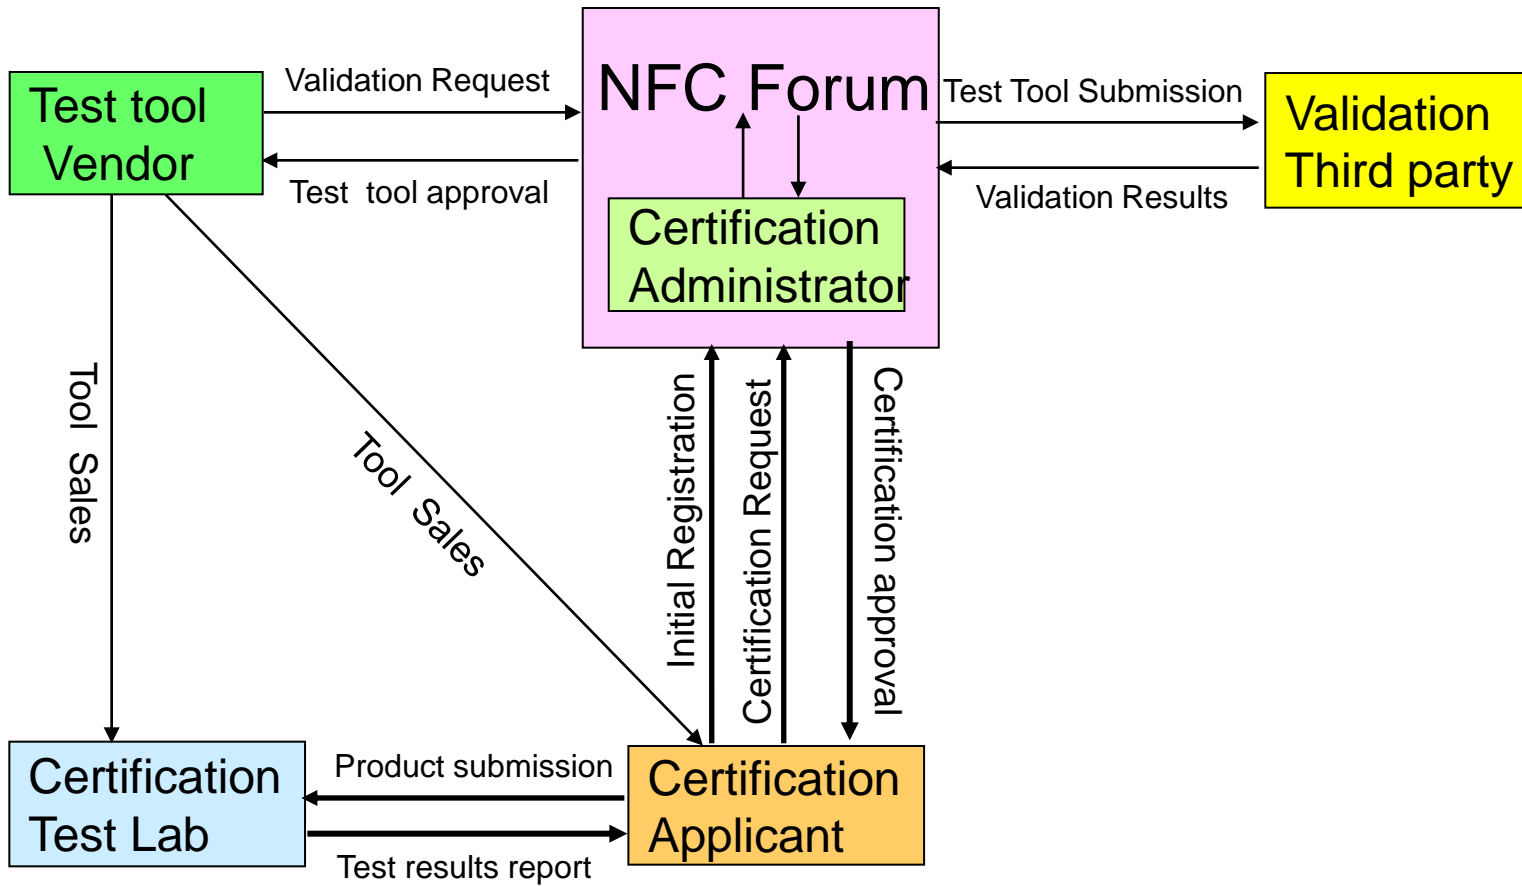 Test tool
Vendor
Validation Request
Test  tool approval
NFC Forum
Certification
Administrator
Test Tool Submission
Validation Results
Validation
Third party
Tool  Sales
Tool  Sales
Initial Registration
Certification Request
Certification approval
Certification
Test Lab
Product submission
Test results report
Certification
Applicant